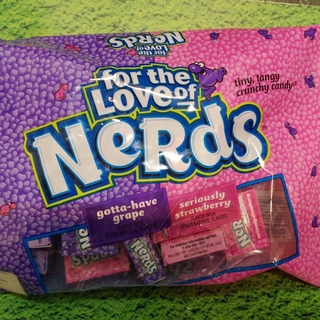 for the
Love of
NeRds
for the
Love of
NeRds
tiny, tangy
crunchy candy
gotta-have
grape
seriously
strawberry
NeRds